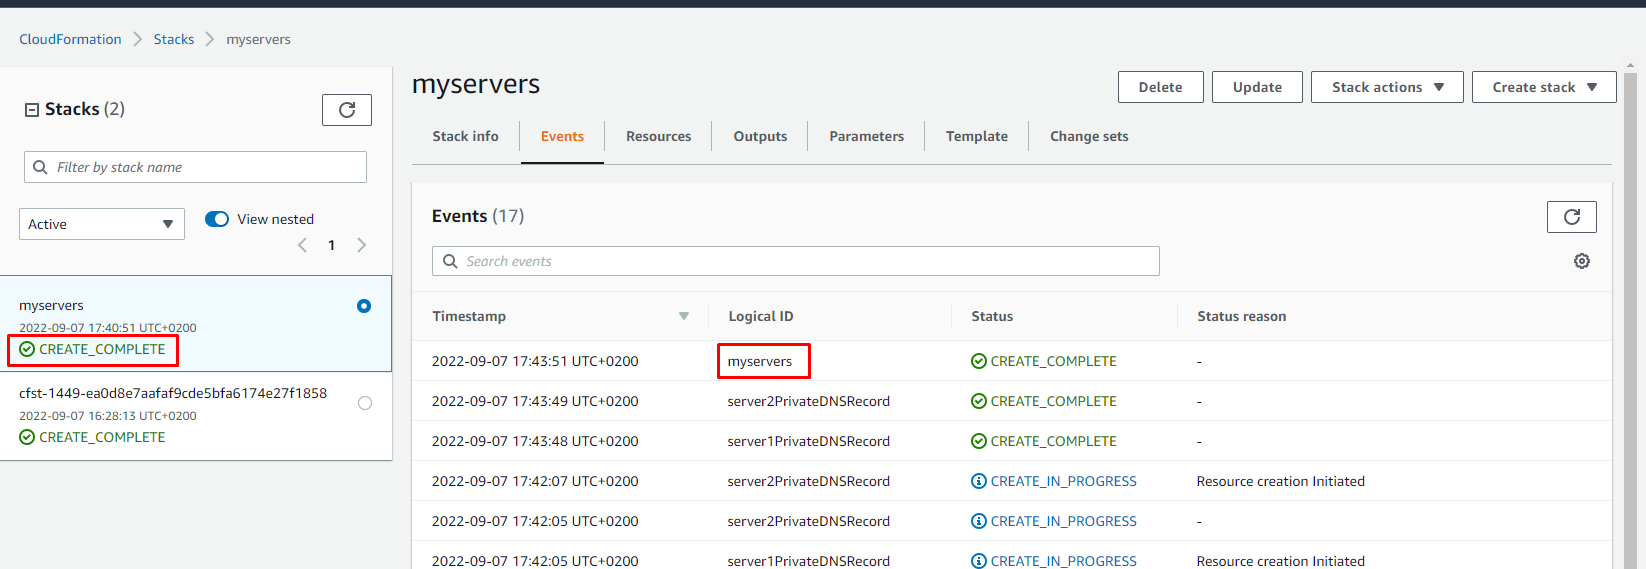 CloudFormation > Stacks > myservers
Stacks (2)
Filter by stack name
Active
View nested
1
myservers
2022-09-07 17:40:51 UTC+0200
CREATE_COMPLETE
cfst-1449-ea0d8e7aafaf9cde5bfa6174e27f1858
2022-09-07 16:28:13 UTC+0200
CREATE_COMPLETE
myservers
Delete Update Stack actions Create stack
Stack info Events Resources Outputs Parameters Template Change sets
Events (17)
Search events
Timestamp Logical ID Status Status reason
2022-09-07 17:43:51 UTC+0200 myservers CREATE_COMPLETE -
2022-09-07 17:43:49 UTC+0200 server2PrivateDNSRecord CREATE_COMPLETE -
2022-09-07 17:43:48 UTC+0200 server1PrivateDNSRecord CREATE_COMPLETE -
2022-09-07 17:42:07 UTC+0200 server2PrivateDNSRecord CREATE_IN_PROGRESS Resource creation Initiated
2022-09-07 17:42:05 UTC+0200 server2PrivateDNSRecord CREATE_IN_PROGRESS -
2022-09-07 17:42:05 UTC+0200 server1PrivateDNSRecord CREATE_IN_PROGRESS Resource creation Initiated